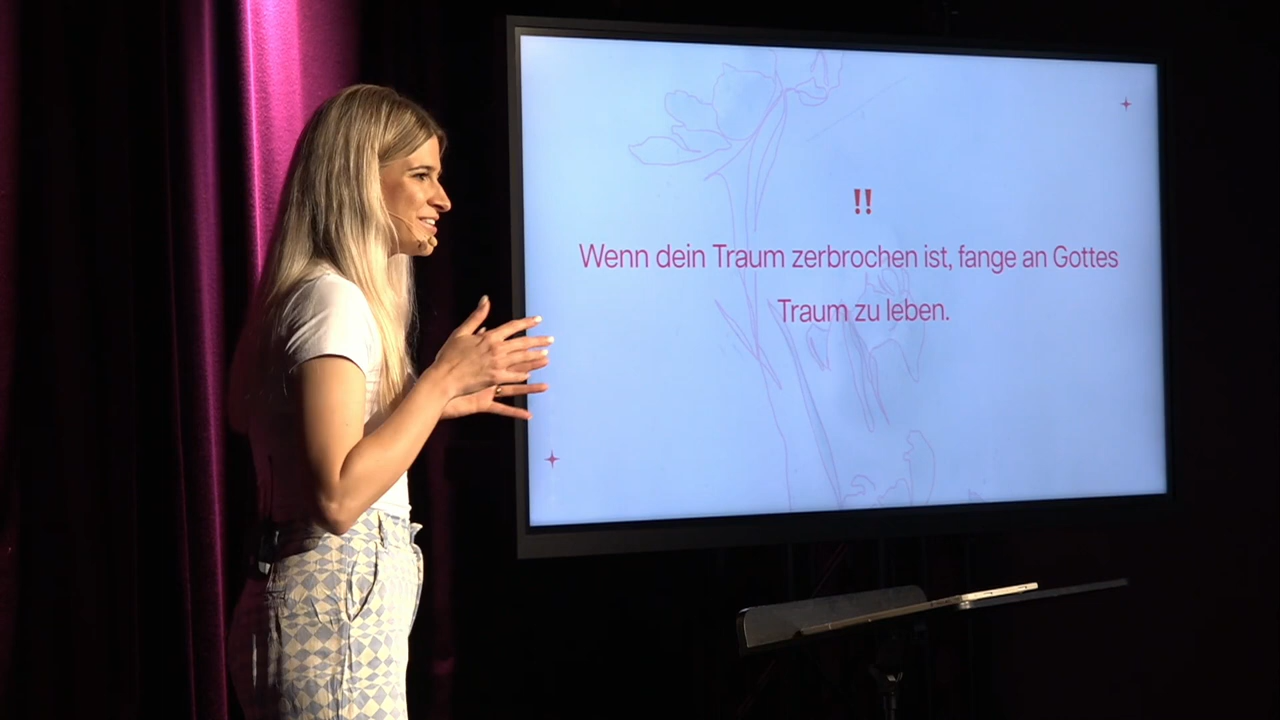 ‼
Wenn dein Traum zerbrochen ist, fange an Gottes
Traum zu leben.